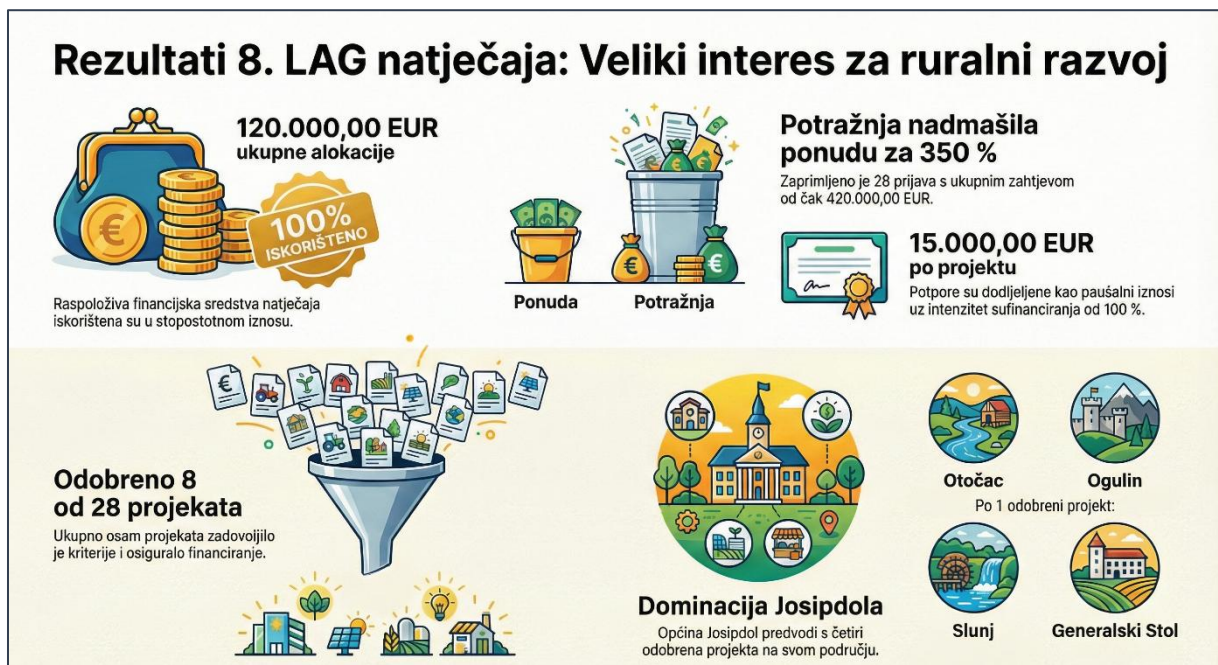 Rezultati 8. LAG natječaja: Veliki interes za ruralni razvoj
120.000,00 EUR
ukupne alokacije
100%
ISKORIŠTENO
Raspoloživa financijska sredstva natječaja
iskorištena su u stopostotnom iznosu.
Ponuda
Potražnja
Potražnja nadmašila
ponudu za 350 %
Zaprimljeno je 28 prijava s ukupnim zahtjevom
od čak 420.000,00 EUR.
15.000,00 EUR
po projektu
Potpore su dodljeljene kao paušalni iznosi
uz intenzitet sufinanciranja od 100 %.
Odobreno 8
od 28 projekata
Ukupno osam projekata zadovoijilo
je kriterije i osiguralo financiranje.
Dominacija Josipdola
Općina Josipdol predvodi s četiri
odobrena projekta na svom području.
Otočac
Ogulin
Po 1 odobreni projekt:
Slunj
Generalski Stol